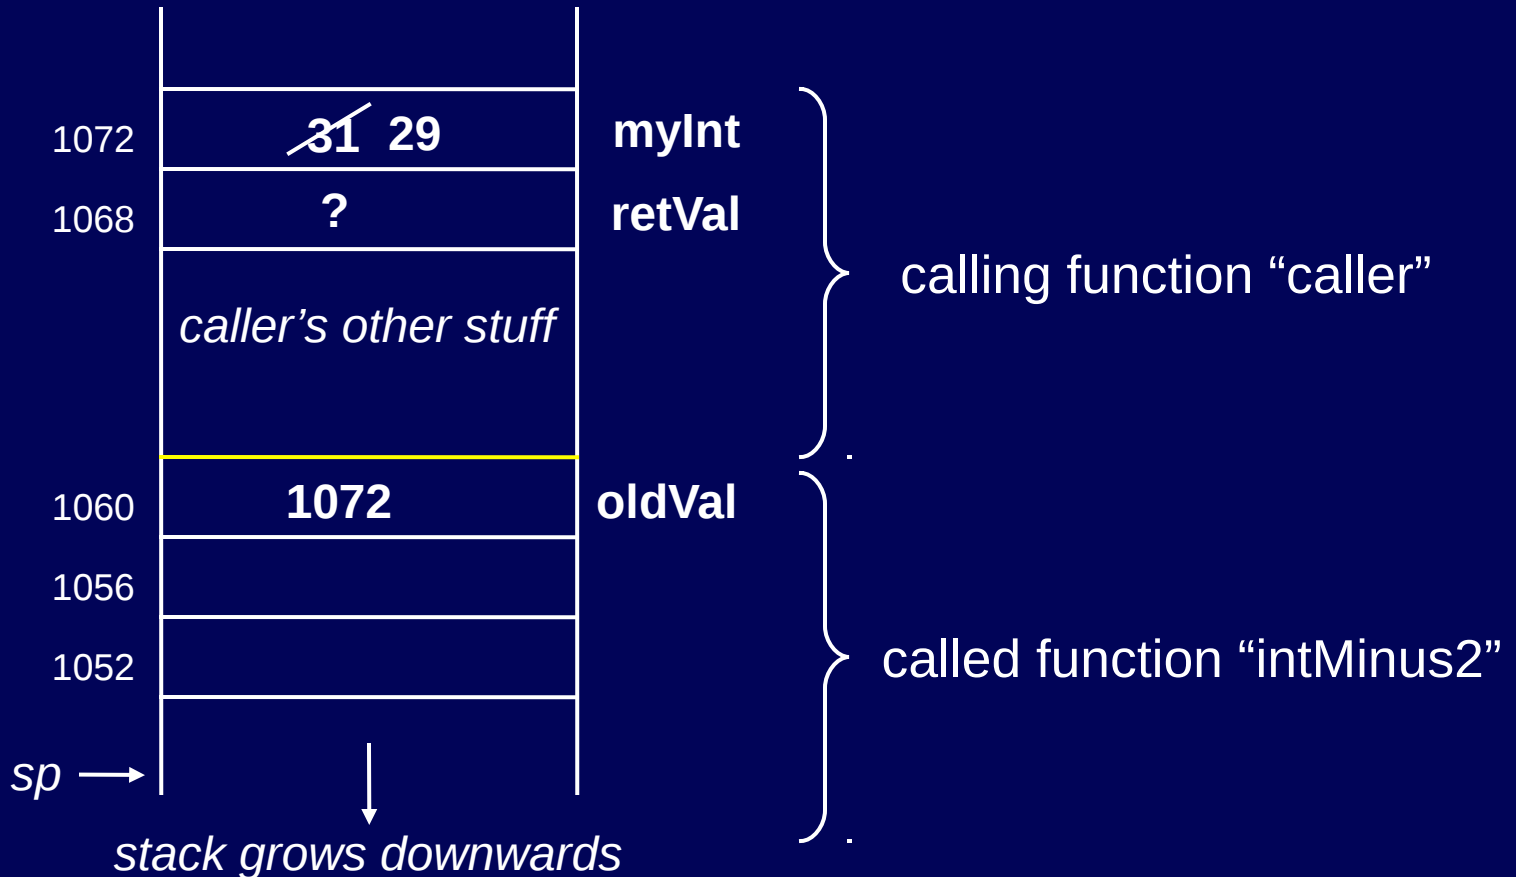 1072 31 29 myInt
1068 ? retVal
calling function “caller”
caller’s other stuff
1060 1072 oldVal
1056
1052
called function “intMinus2”
sp
stack grows downwards